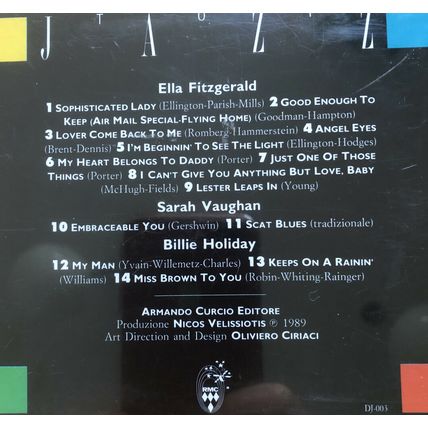 J T A O Z T Z
Ella Fitzgerald
1 SOPHISTICATED LADY (Ellington-Parish-Mills) 2 GOOD ENOUGH TO
KEEP (AIR MAIL SPECIAL-FLYING HOME) (Goodman-Hampton)
3 LOVER COME BACK TO ME (Romberg-Hammerstein) 4 ANGEL EYES
(Brent-Dennis) 5 I'M BEGINNIN' TO SEE THE LIGHT (Ellington-Hodges)
6 MY HEART BELONGS TO DADDY (Porter) 7 JUST ONE OF THOSE
THINGS (Porter) 8 I CAN'T GIVE YOU ANYTHING BUT LOVE, BABY
(McHugh-Fields) 9 LESTER LEAPS IN (Young)
Sarah Vaughan
10 EMBRACEABLE YOU (Gershwin) 11 SCAT BLUES (tradizionale)
Billie Holiday
12 MY MAN (Yvain-Willemetz-Charles) 13 KEEPS ON A RAININ'
(Williams) 14 MISS BROWN TO YOU (Robin-Whiting-Rainger)
ARMANDO CURCIO EDITORE
Produzione NICOS VELISSIOTIS ℗ 1989
Art Direction and Design OLIVIERO CIRIACI
RMC
DJ-003